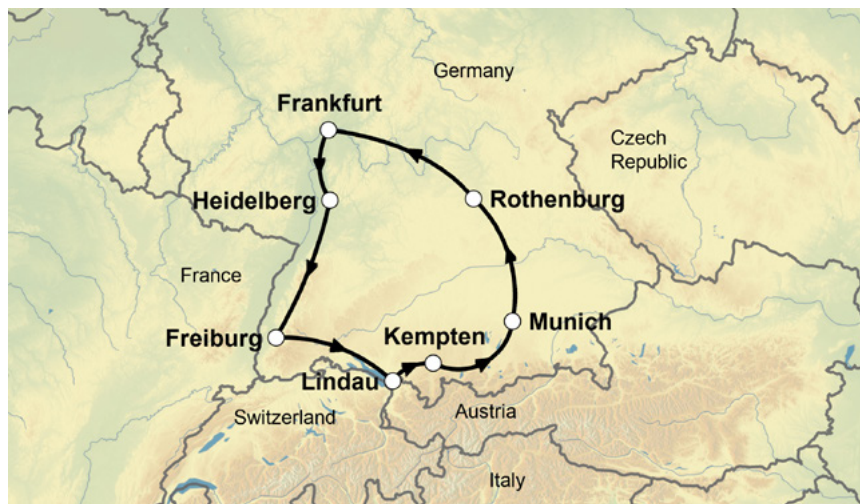 Germany
Frankfurt
Czech
Republic
Heidelberg
Rothenburg
France
Freiburg
Kempten
Munich
Lindau
Switzerland
Austria
Italy